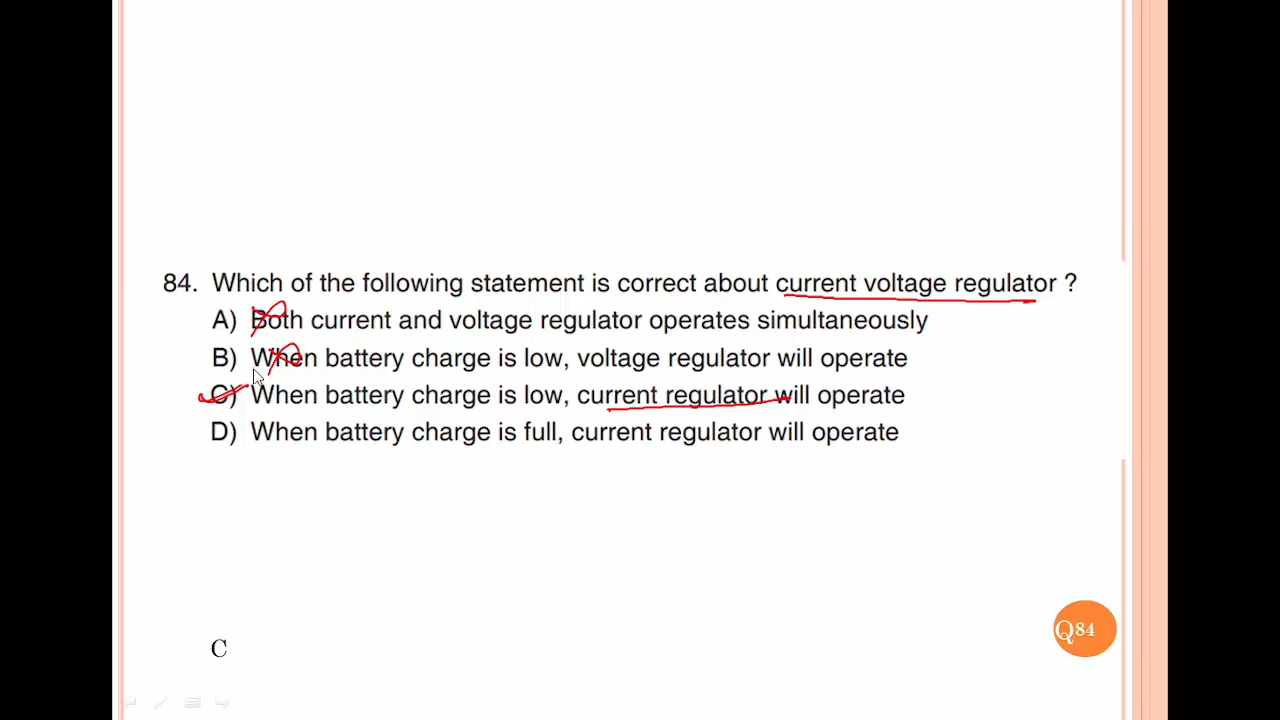 84. Which of the following statement is correct about current voltage regulator ?
A) Both current and voltage regulator operates simultaneously
B) When battery charge is low, voltage regulator will operate
C) When battery charge is low, current regulator will operate
D) When battery charge is full, current regulator will operate
Q84
C